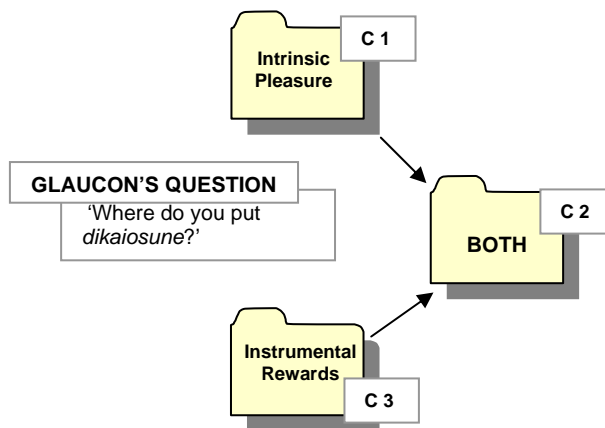 C 1
Intrinsic
Pleasure
GLAUCON'S QUESTION
‘Where do you put
dikaiosune?’
C 2
BOTH
Instrumental
Rewards
C 3